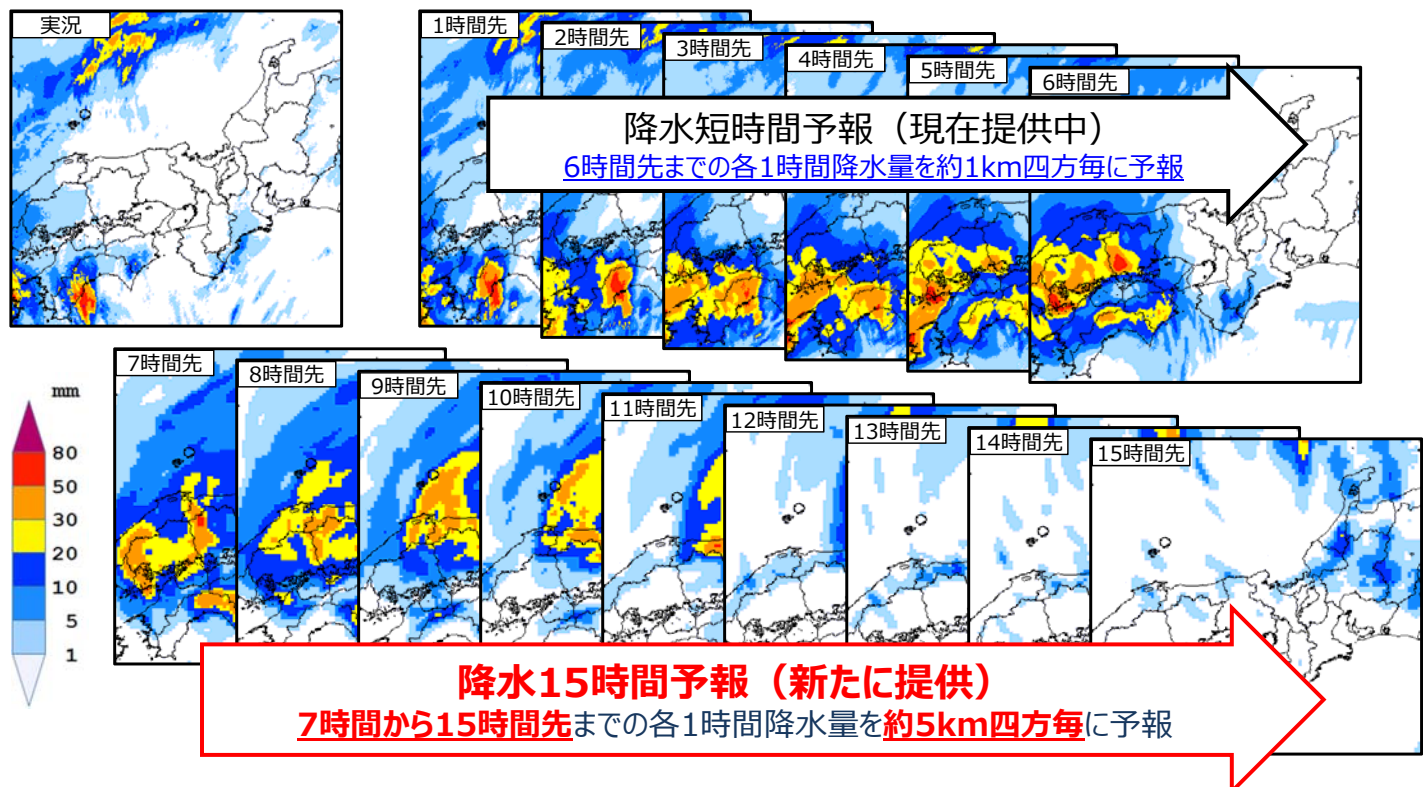 実況
1時間先
2時間先
3時間先
4時間先
5時間先
6時間先
降水短時間予報（現在提供中）
6時間先までの各1時間降水量を約1km四方毎に予報
7時間先
8時間先
9時間先
10時間先
11時間先
12時間先
13時間先
14時間先
15時間先
mm
80
50
30
20
10
5
1
降水15時間予報（新たに提供）
7時間から15時間先までの各1時間降水量を約5km四方毎に予報